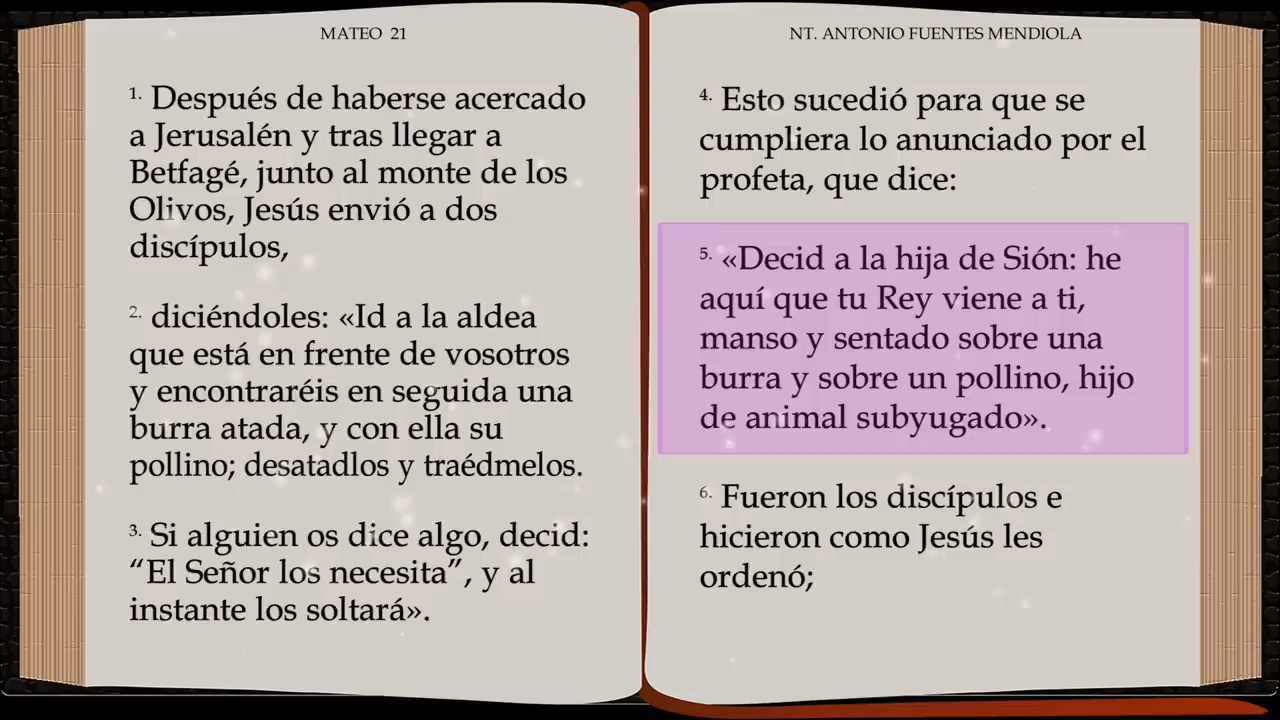 MATEO 21
1. Después de haberse acercado
a Jerusalén y tras llegar a
Betfagé, junto al monte de los
Olivos, Jesús envió a dos
discípulos,
2. diciéndoles: «Id a la aldea
que está en frente de vosotros
y encontraréis en seguida una
burra atada, y con ella su
pollino; desatadlos y traédmelos.
3. Si alguien os dice algo, decid:
“El Señor los necesita”, y al
instante los soltará».
NT. ANTONIO FUENTES MENDIOLA
4. Esto sucedió para que se
cumpliera lo anunciado por el
profeta, que dice:
5. «Decid a la hija de Sión: he
aquí que tu Rey viene a ti,
manso y sentado sobre una
burra y sobre un pollino, hijo
de animal subyugado».
6. Fueron los discípulos e
hicieron como Jesús les
ordenó;